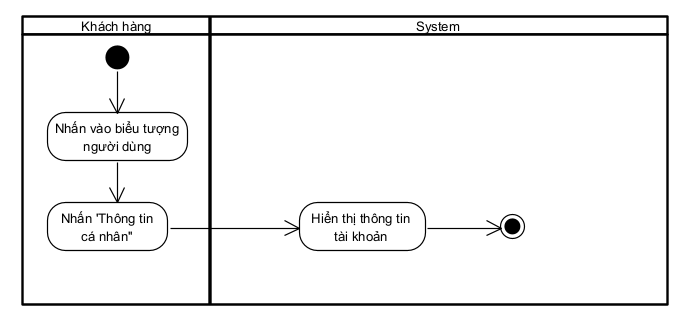 Khách hàng
System
Nhấn vào biểu tượng
người dùng
Nhấn 'Thông tin
cá nhân"
Hiển thị thông tin
tài khoản